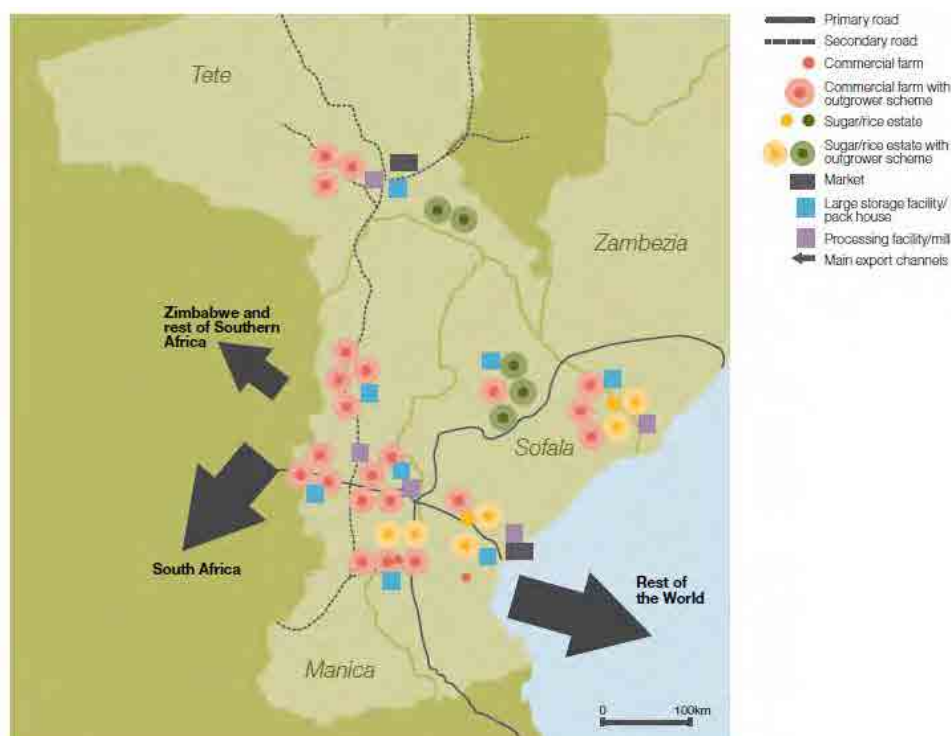 Tete
Zambezia
Zimbabwe and
rest of Southern
Africa
Sofala
South Africa
Rest of
the World
Manica
0
100km
Primary road
Secondary road
Commercial farm
Commercial farm with
outgrower scheme
Sugar/rice estate
Sugar/rice estate with
outgrower scheme
Market
Large storage facility/
pack house
Processing facility/mill
Main export channels